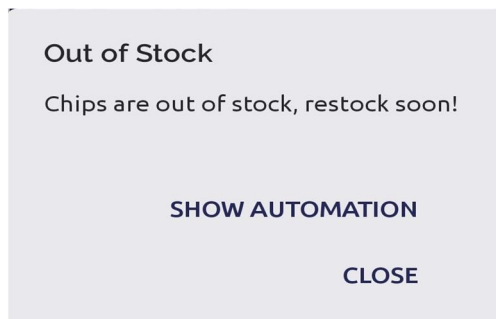 Out of Stock
Chips are out of stock, restock soon!
SHOW AUTOMATION
CLOSE